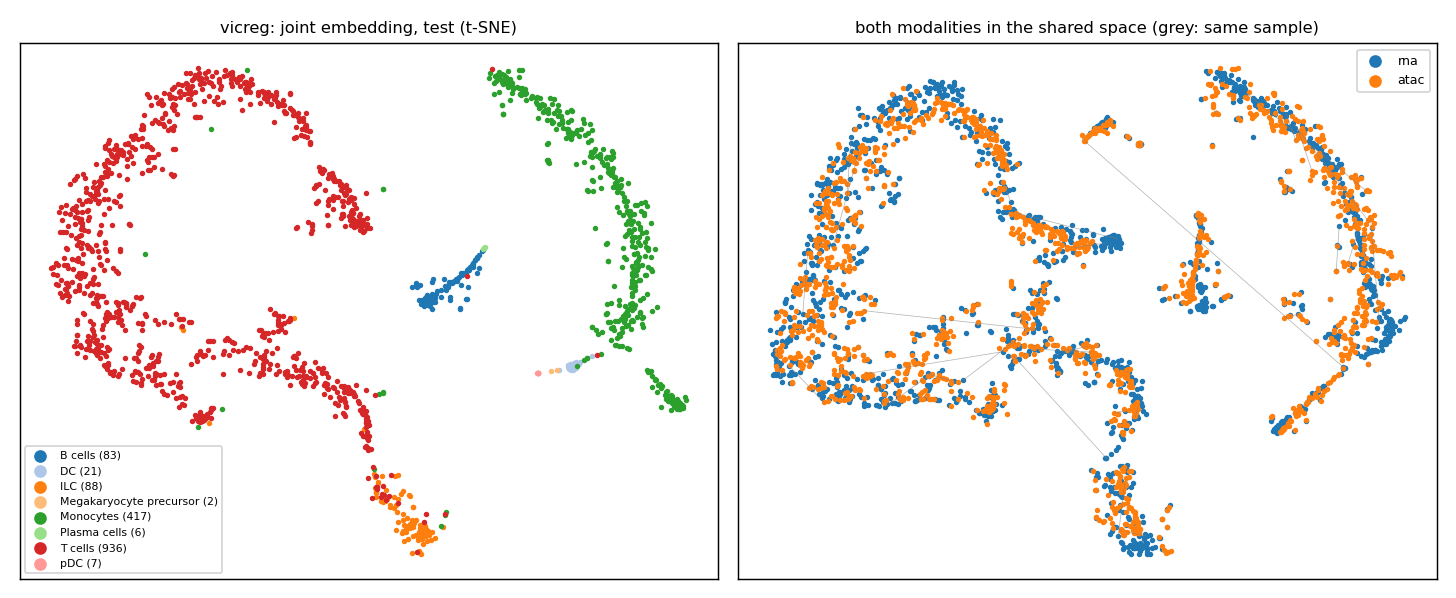 vicreg: joint embedding, test (t-SNE)
B cells (83)
DC (21)
ILC (88)
Megakaryocyte precursor (2)
Monocytes (417)
Plasma cells (6)
T cells (936)
pDC (7)
both modalities in the shared space (grey: same sample)
rna
atac